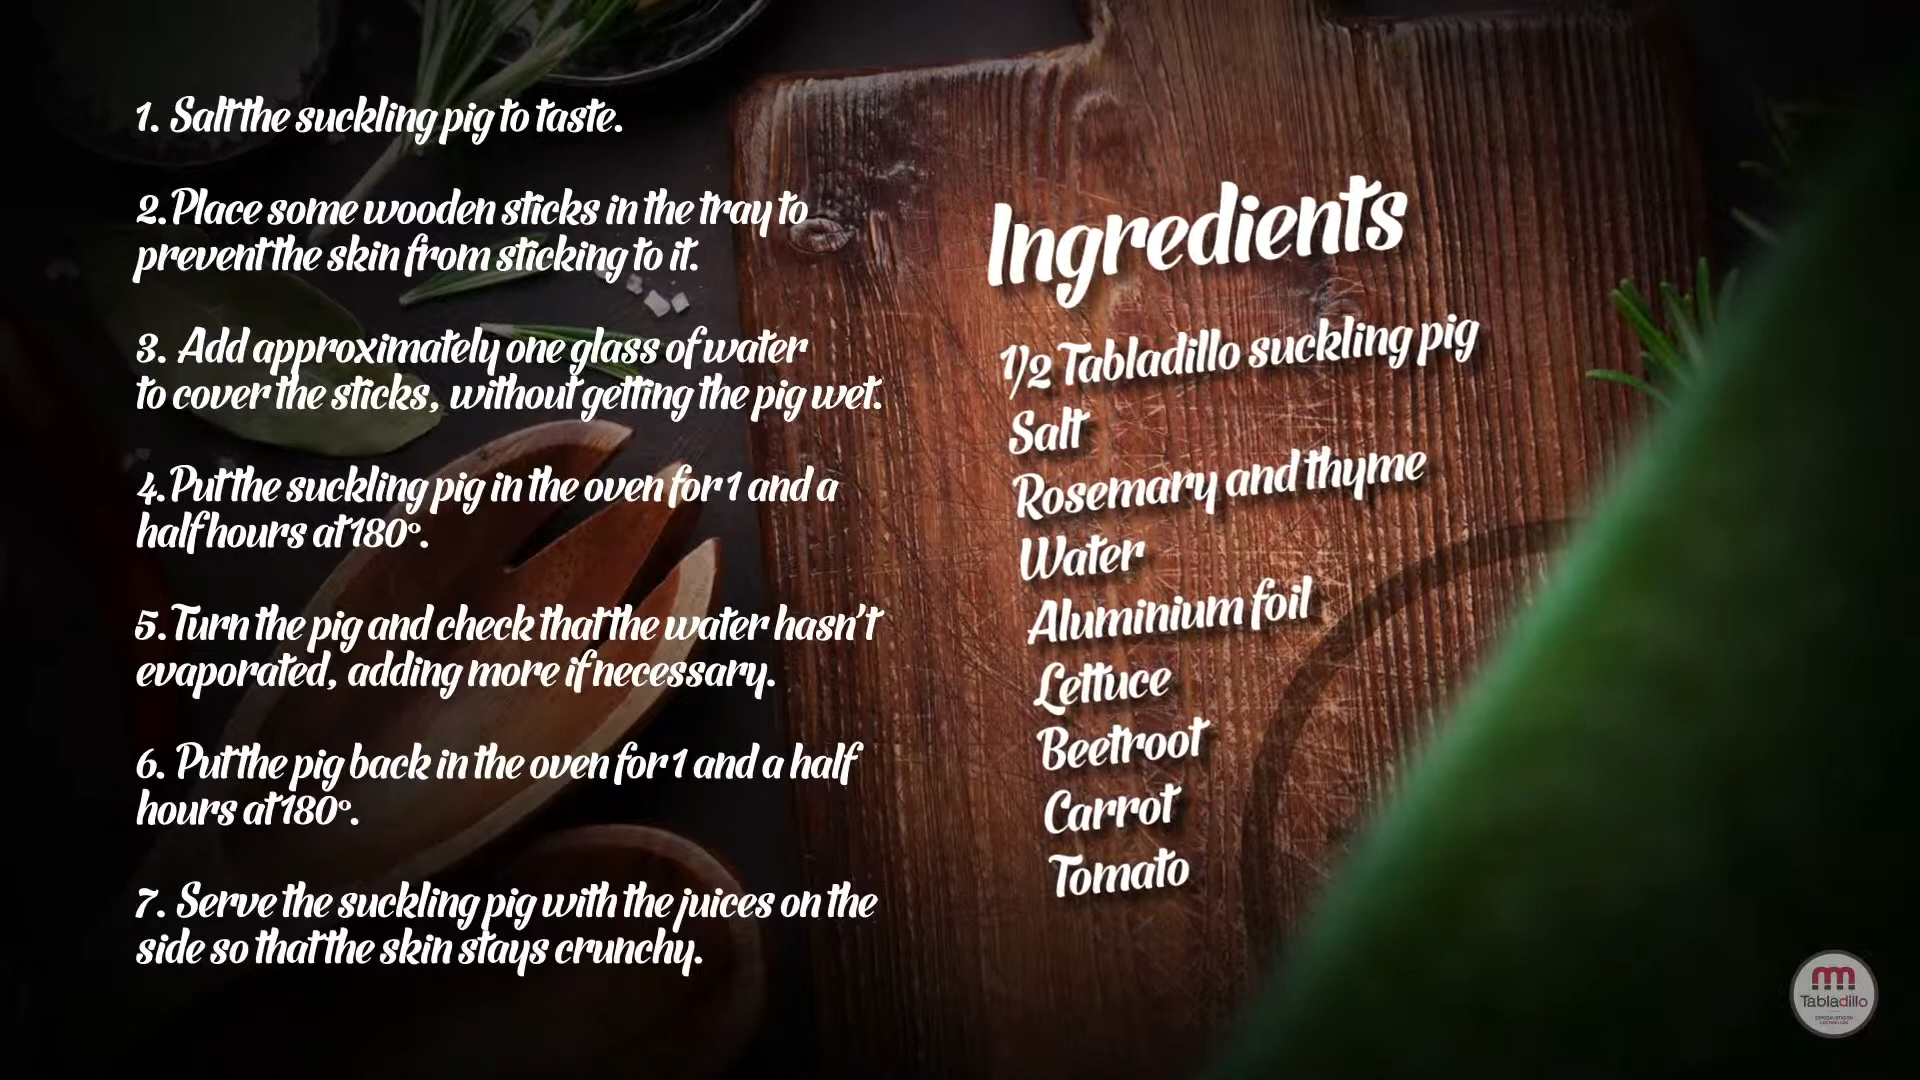 1. Salt the suckling pig to taste.
2. Place some wooden sticks in the tray to
prevent the skin from sticking to it.
3. Add approximately one glass of water
to cover the sticks, without getting the pig wet.
4. Put the suckling pig in the oven for 1 and a
half hours at 180º.
5. Turn the pig and check that the water hasn't
evaporated, adding more if necessary.
6. Put the pig back in the oven for 1 and a half
hours at 180º.
7. Serve the suckling pig with the juices on the
side so that the skin stays crunchy.
Ingredients
1/2 Tabladillo suckling pig
Salt
Rosemary and thyme
Water
Aluminium foil
Lettuce
Beetroot
Carrot
Tomato
Tabladillo
ESPECIALISTAS EN
COCHINILLOS